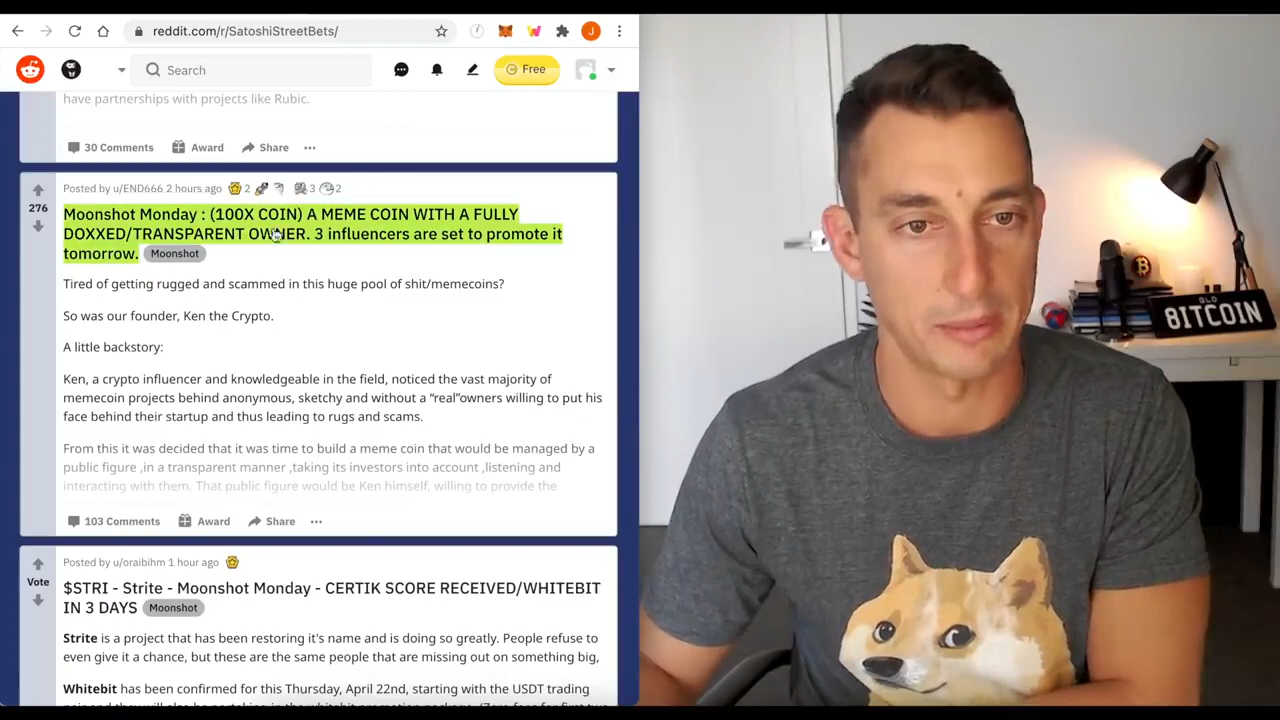 reddit.com/r/SatoshiStreetBets/
J
Search
Free
have partnerships with projects like Rubic.
30 Comments Award Share
Posted by u/END666 2 hours ago 2 3 2
276
Moonshot Monday : (100X COIN) A MEME COIN WITH A FULLY
DOXXED/TRANSPARENT OWNER. 3 influencers are set to promote it
tomorrow. Moonshot
Tired of getting rugged and scammed in this huge pool of shit/memecoins?
So was our founder, Ken the Crypto.
A little backstory:
Ken, a crypto influencer and knowledgeable in the field, noticed the vast majority of
memecoin projects behind anonymous, sketchy and without a “real”owners willing to put his
face behind their startup and thus leading to rugs and scams.
From this it was decided that it was time to build a meme coin that would be managed by a
public figure ,in a transparent manner ,taking its investors into account ,listening and
interacting with them. That public figure would be Ken himself, willing to provide the
103 Comments Award Share
Posted by u/oraibihm 1 hour ago
Vote
$STRI - Strite - Moonshot Monday - CERTIK SCORE RECEIVED/WHITEBIT
IN 3 DAYS Moonshot
Strite is a project that has been restoring it's name and is doing so greatly. People refuse to
even give it a chance, but these are the same people that are missing out on something big,
Whitebit has been confirmed for this Thursday, April 22nd, starting with the USDT trading
QLD
8ITCOIN